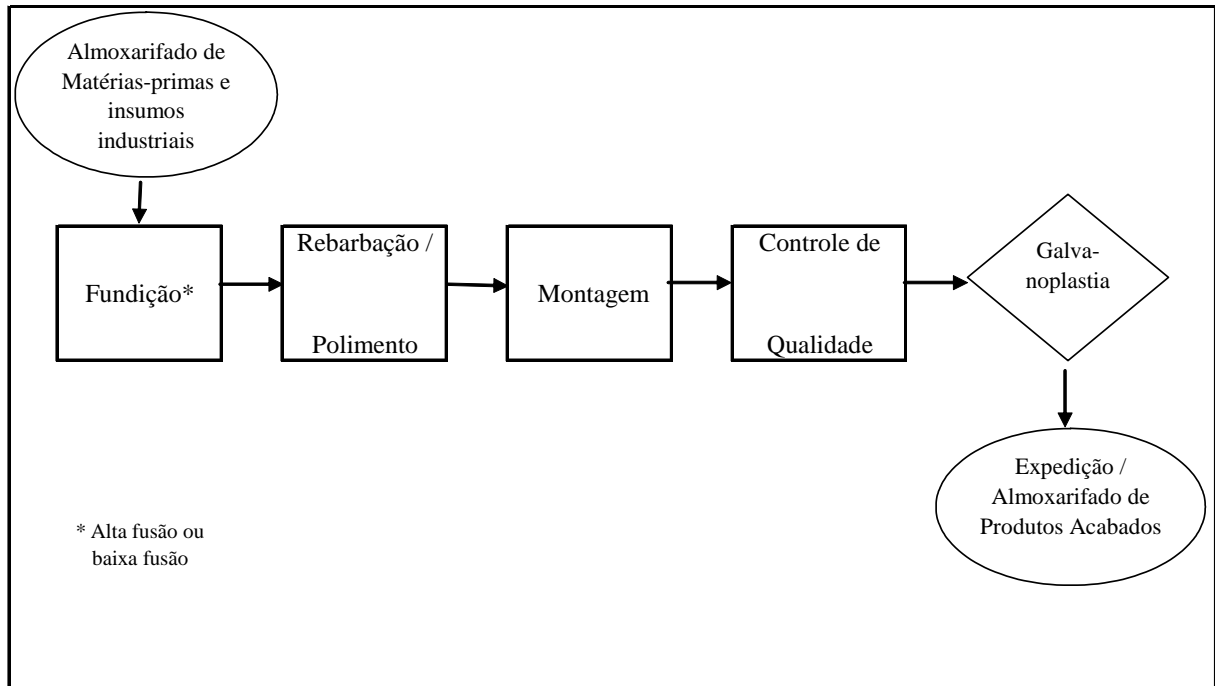 Almoxarifado de
Matérias-primas e
insumos
industriais
Fundição*
Rebarbação /
Polimento
Montagem
Controle de
Qualidade
Galva-
noplastia
Expedição /
Almoxarifado de
Produtos Acabados
* Alta fusão ou
baixa fusão